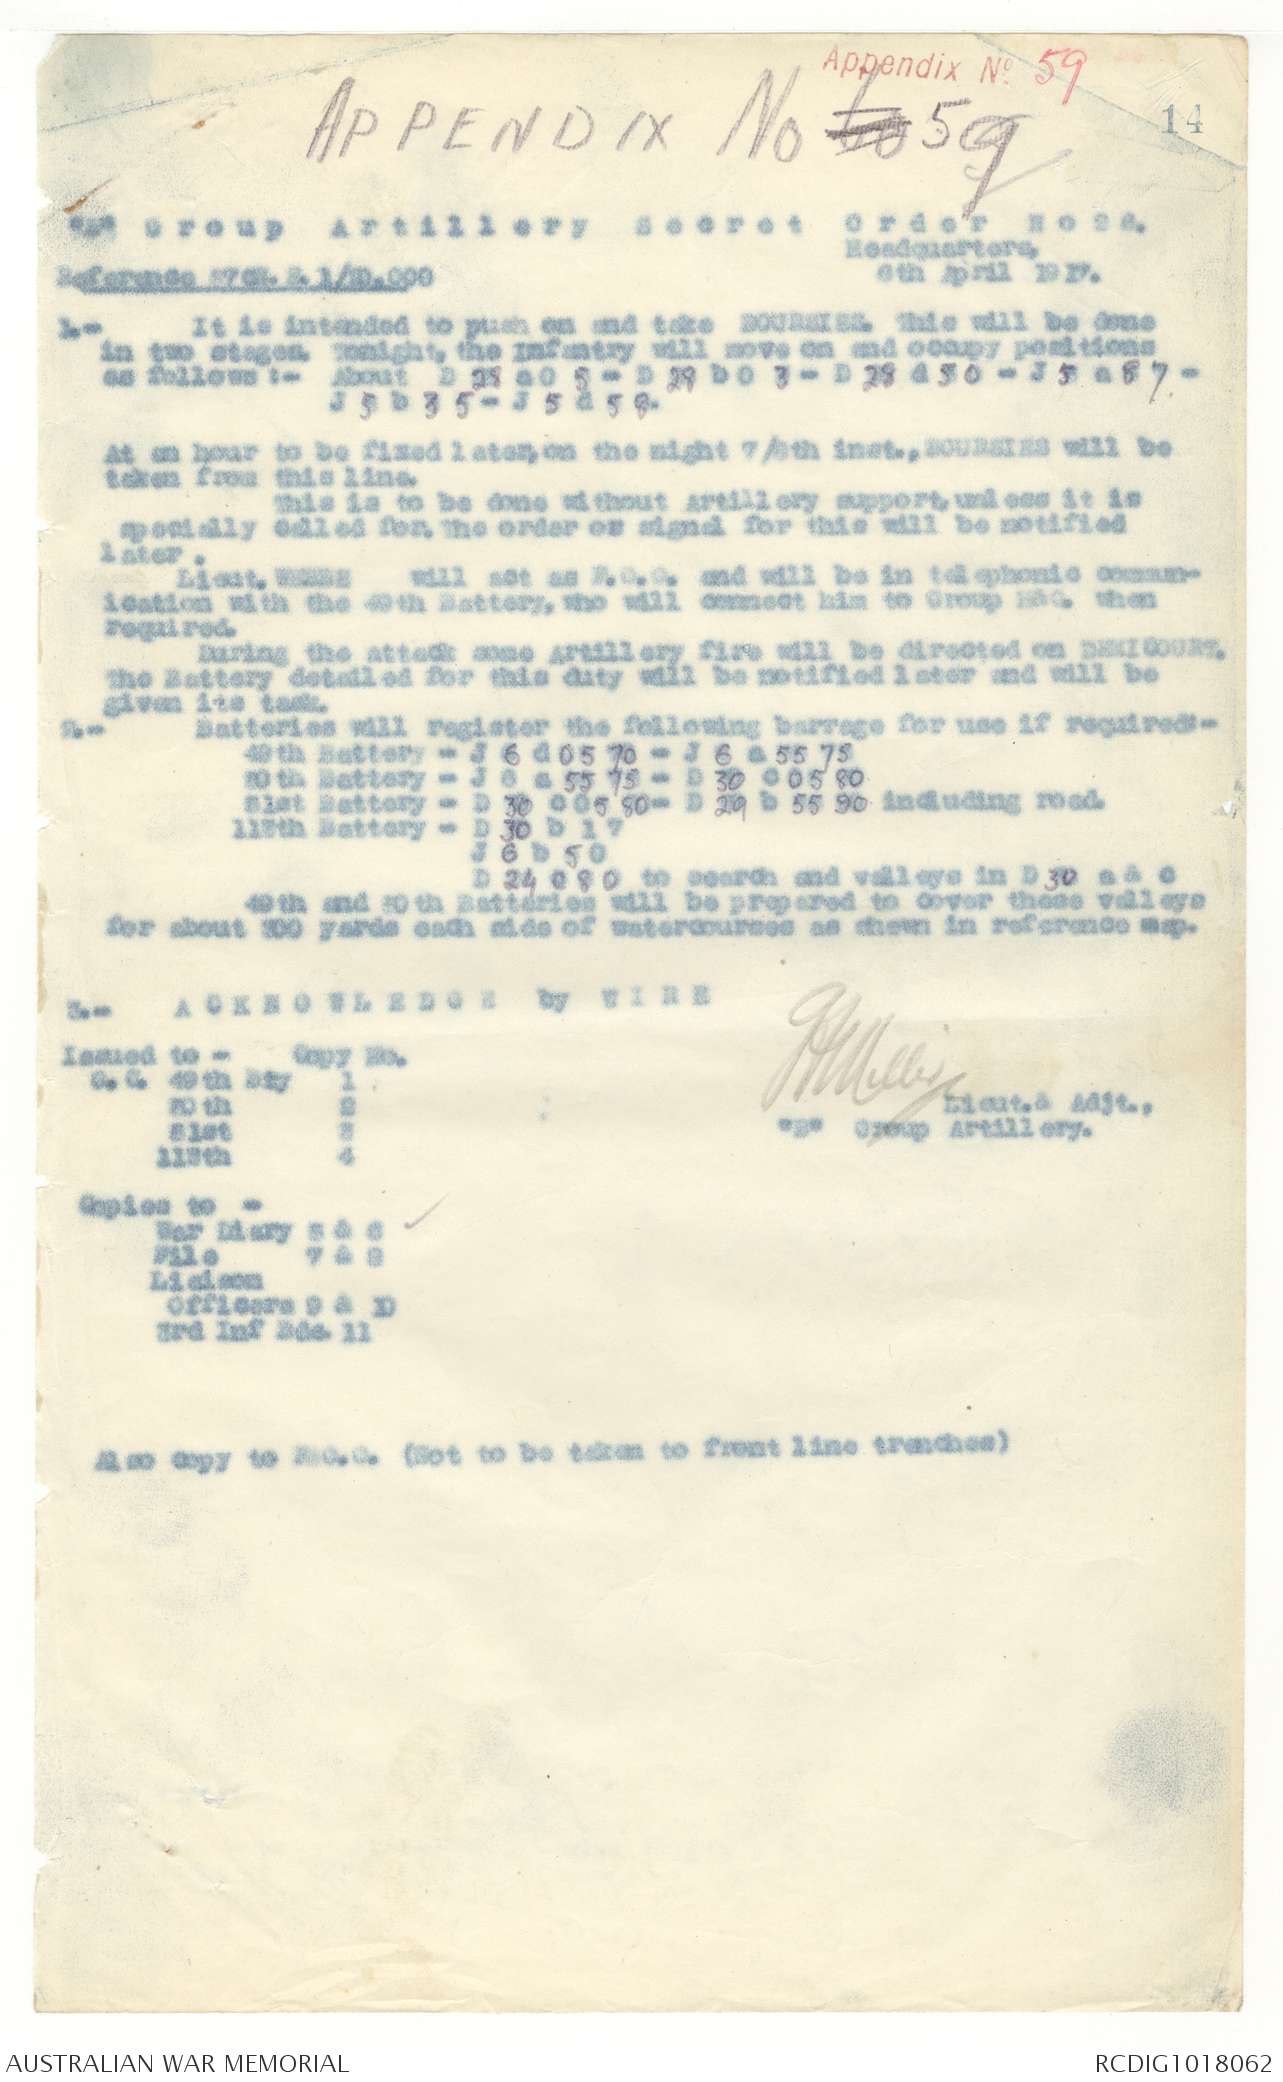 Appendix No 59
APPENDIX No 59
14
"B" Group Artillery Secret Order No 26.
Headquarters,
6th April 1917.
Reference 57C. 1/20.000
1.- It is intended to push on and take BOURSIES. This will be done
in two stages. Tonight, the Infantry will move on and occupy positions
as follows :- About D 28 a 0 5 - D 28 b 0 3 - D 28 d 5 0 - J 5 a 8 7 -
J 5 b 3 5 - J 5 d 5 8.
At an hour to be fixed later, on the night 7/8th inst., BOURSIES will be
taken from this line.
This is to be done without Artillery support, unless it is
specially called for. The order or signal for this will be notified
later.
Lieut. will act as F.O.O. and will be in telephonic commun-
ication with the 49th Battery, who will connect him to Group HdQ. when
required.
During the attack some Artillery fire will be directed on DEMICOURT.
The Battery detailed for this duty will be notified later and will be
given its task.
2.- Batteries will register the following barrage for use if required:-
49th Battery - J 6 d 05 70 - J 6 a 55 75
50th Battery - J 6 a 55 75 - D 30 c 05 80
51st Battery - D 30 c 05 80 - D 29 b 55 90 including road.
113th Battery - D 30 b 1 7
J 6 b 5 0
D 24 c 8 0 to search and valleys in D 30 a & c
49th and 50th Batteries will be prepared to cover these valleys
for about 300 yards each side of watercourses as shewn in reference map.
3.- ACKNOWLEDGE by WIRE
Issued to - Copy No.
O. C. 49th Bty 1
50th 2
51st 3
113th 4
Lieut. & Adjt.,
"B" Group Artillery.
Copies to -
War Diary 5 & 6
File 7 & 8
Liaison
Officers 9 & 10
3rd Inf Bde. 11
Also Copy to F.O.O. (Not to be taken to front line trenches)
AUSTRALIAN WAR MEMORIAL
RCDIG1018062